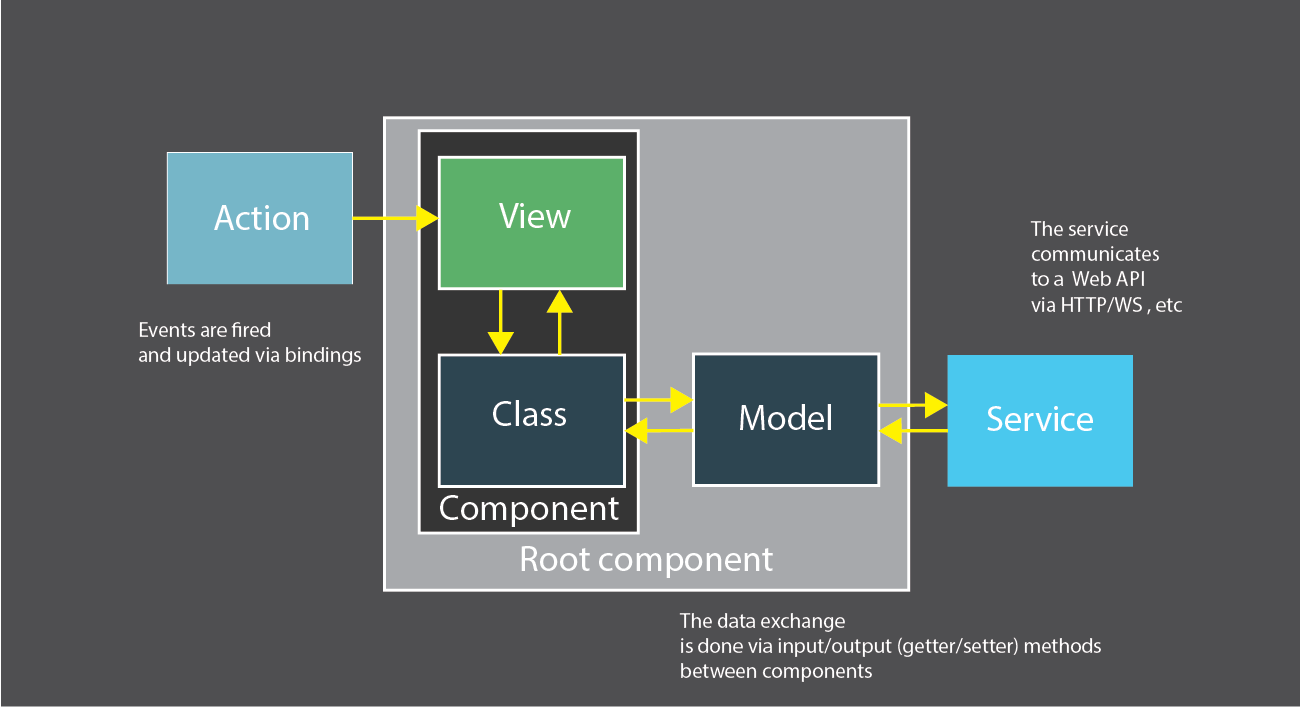 Action
View
Events are fired
and updated via bindings
The service
communicates
to a Web API
via HTTP/WS , etc
Class
Model
Service
Component
Root component
The data exchange
is done via input/output (getter/setter) methods
between components